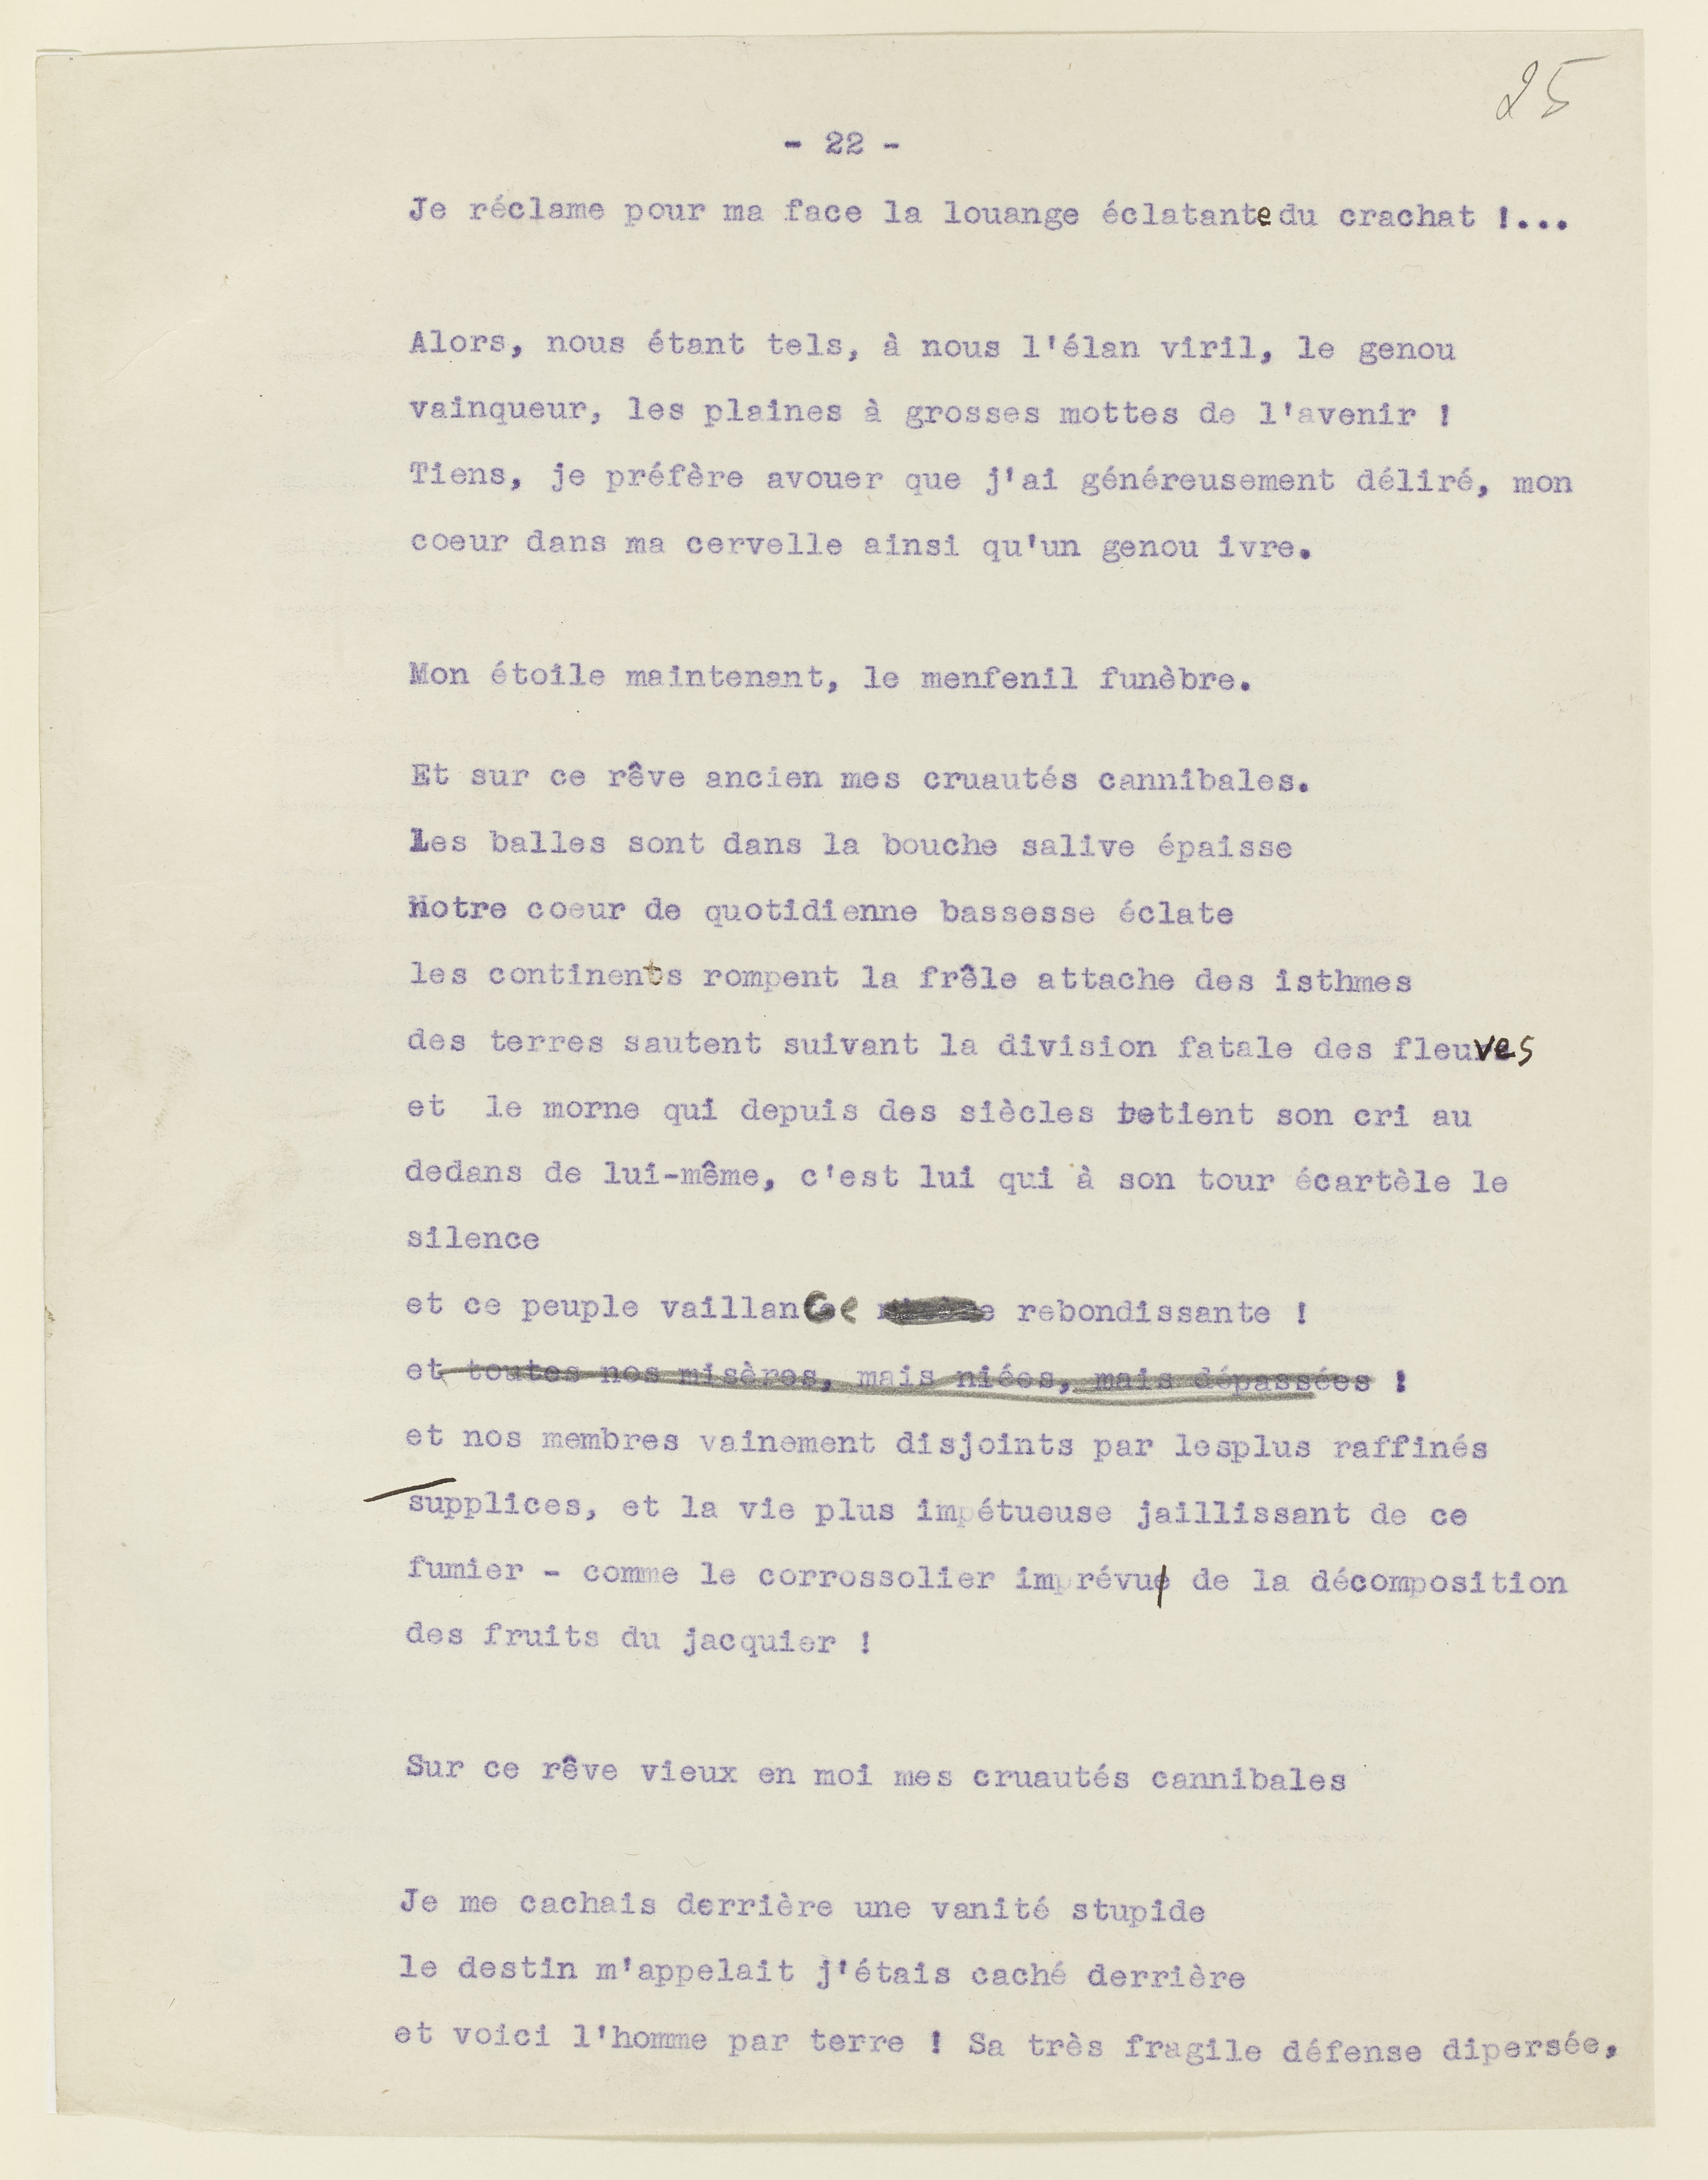 25
- 22 -
Je réclame pour ma face la louange éclatante du crachat !...
Alors, nous étant tels, à nous l'élan viril, le genou
vainqueur, les plaines à grosses mottes de l'avenir !
Tiens, je préfère avouer que j'ai généreusement déliré, mon
coeur dans ma cervelle ainsi qu'un genou ivre.
Mon étoile maintenant, le menfenil funèbre.
Et sur ce rêve ancien mes cruautés cannibales.
Les balles sont dans la bouche salive épaisse
Notre coeur de quotidienne bassesse éclate
les continents rompent la frêle attache des isthmes
des terres sautent suivant la division fatale des fleuves
et le morne qui depuis des siècles retient son cri au
dedans de lui-même, c'est lui qui à son tour écartèle le
silence
et ce peuple vaillance rebondissante !
et toutes nos misères, mais niées, mais dépassées !
et nos membres vainement disjoints par lesplus raffinés
supplices, et la vie plus impétueuse jaillissant de ce
fumier - comme le corrossolier imprévu de la décomposition
des fruits du jacquier !
Sur ce rêve vieux en moi mes cruautés cannibales
Je me cachais derrière une vanité stupide
le destin m'appelait j'étais caché derrière
et voici l'homme par terre ! Sa très fragile défense dipersée,